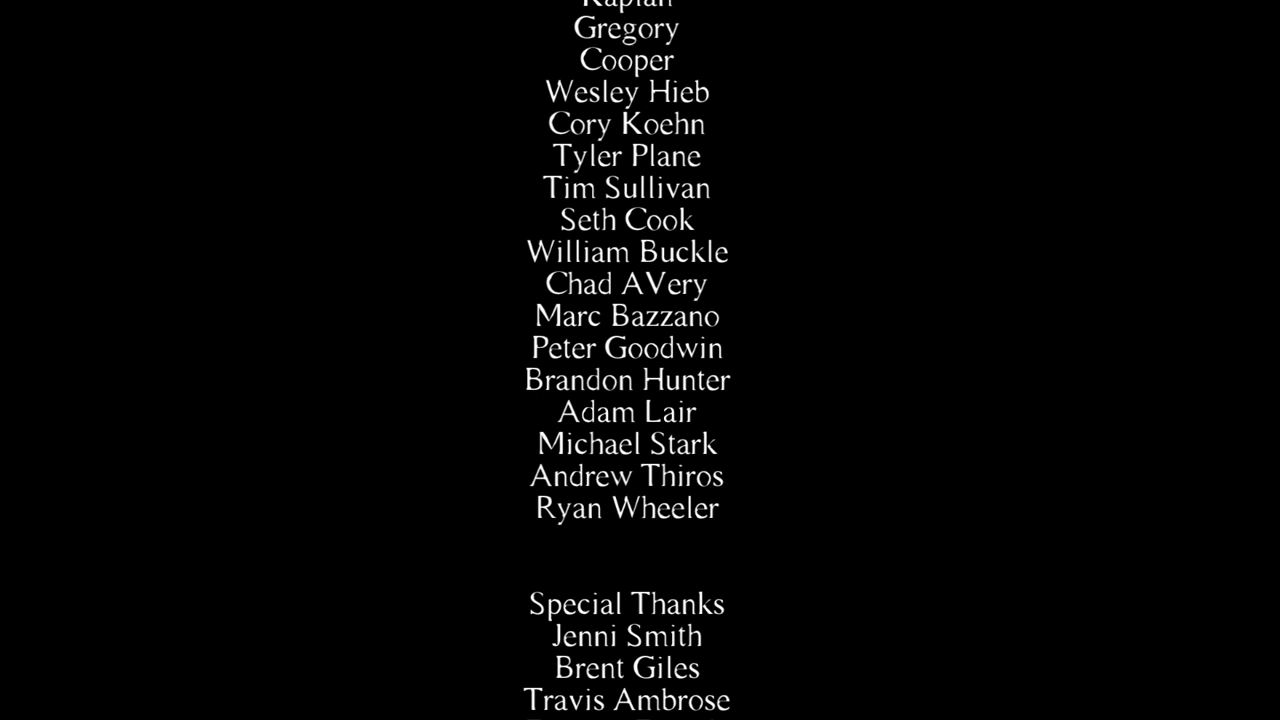 Kaplan
Gregory
Cooper
Wesley Hieb
Cory Koehn
Tyler Plane
Tim Sullivan
Seth Cook
William Buckle
Chad AVery
Marc Bazzano
Peter Goodwin
Brandon Hunter
Adam Lair
Michael Stark
Andrew Thiros
Ryan Wheeler
Special Thanks
Jenni Smith
Brent Giles
Travis Ambrose